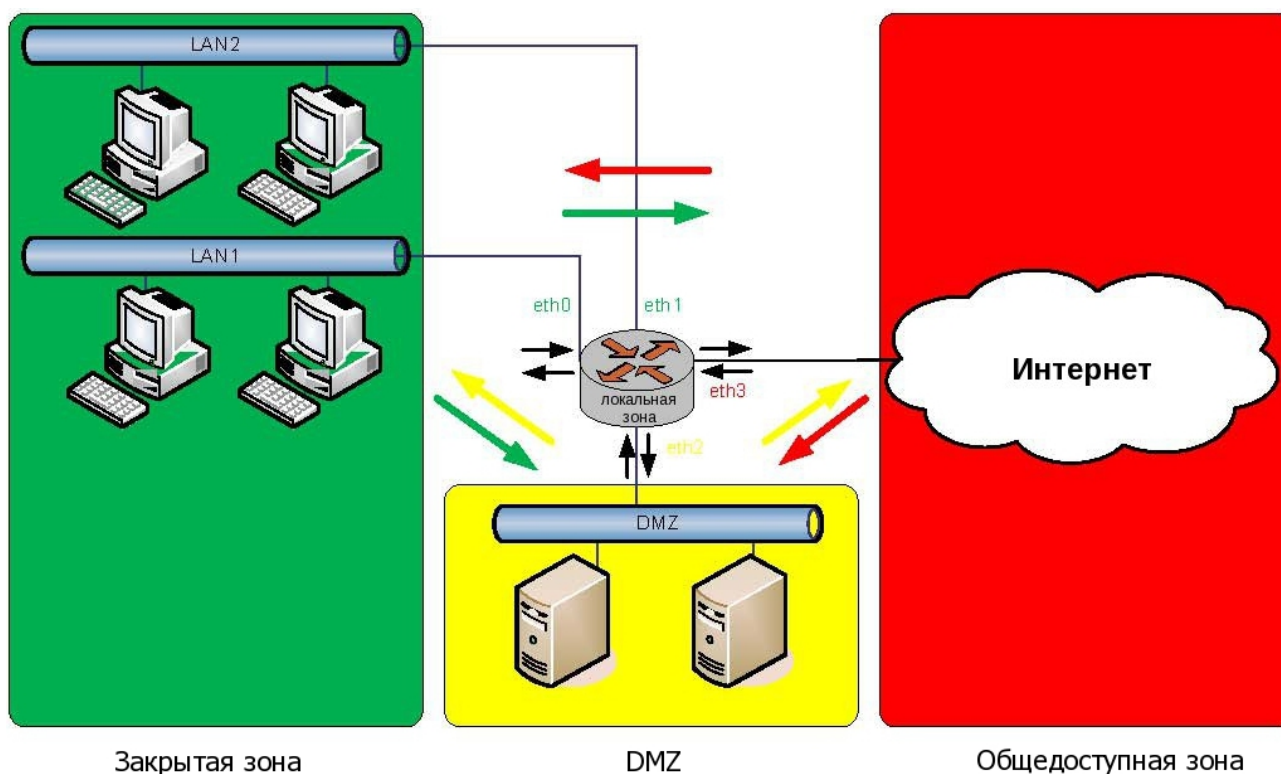 LAN2
LAN1
eth0
eth1
Интернет
eth3
локальная
зона
eth2
DMZ
Закрытая зона
DMZ
Общедоступная зона